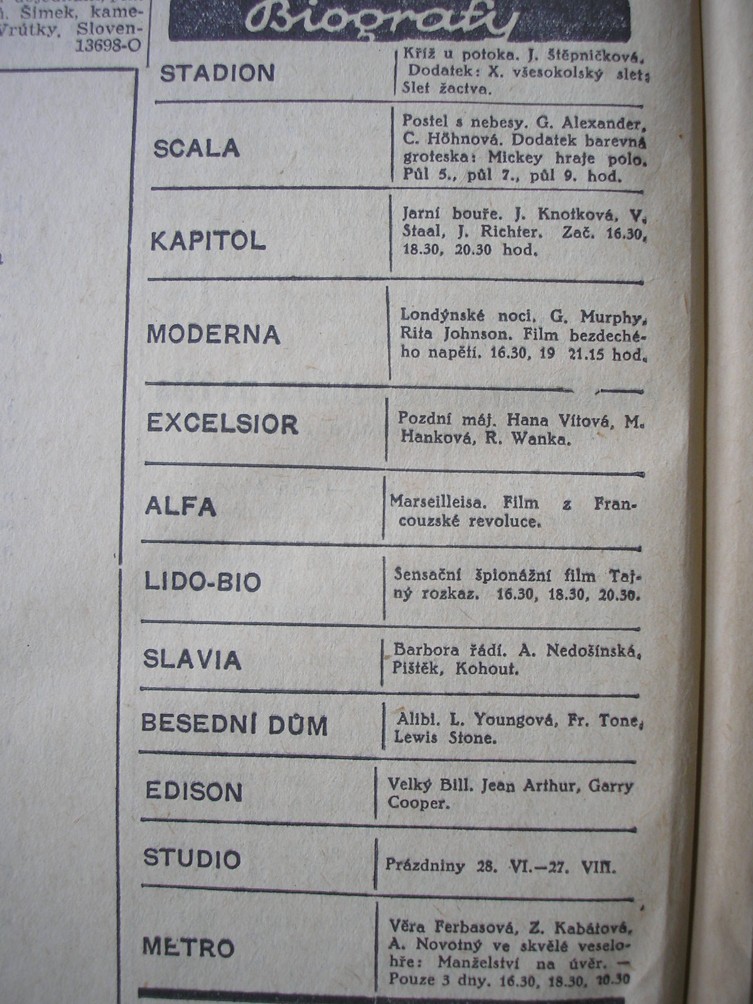 n. Šimek, kame-
Vrútky, Sloven-
13698-O
Biografy
STADION
Kříž u potoka. J. Štěpničková.
Dodatek: X. všesokolský slet:
Slet žactva.
SCALA
Postel s nebesy. G. Alexander,
C. Höhnová. Dodatek barevná
groteska: Mickey hraje polo.
Půl 5., půl 7., půl 9. hod.
KAPITOL
Jarní bouře. J. Knotková, V.
Staal, J. Richter. Zač. 16.30,
18.30, 20.30 hod.
MODERNA
Londýnské noci. G. Murphy,
Rita Johnson. Film bezdeché-
ho napětí. 16.30, 19 21.15 hod.
EXCELSIOR
Pozdní máj. Hana Vítová, M.
Hanková, R. Wanka.
ALFA
Marseilleisa. Film z Fran-
couzské revoluce.
LIDO-BIO
Sensační špionážní film Taj-
ný rozkaz. 16.30, 18.30, 20.30.
SLAVIA
Barbora řádí. A. Nedošínská,
Pištěk, Kohout.
BESEDNÍ DŮM
Alibi. L. Youngová, Fr. Tone,
Lewis Stone.
EDISON
Velký Bill. Jean Arthur, Garry
Cooper.
STUDIO
Prázdniny 28. VI.—27. VIII.
METRO
Věra Ferbasová, Z. Kabátová,
A. Novotný ve skvělé veselo-
hře: Manželství na úvěr. —
Pouze 3 dny. 16.30, 18.30, 20.30